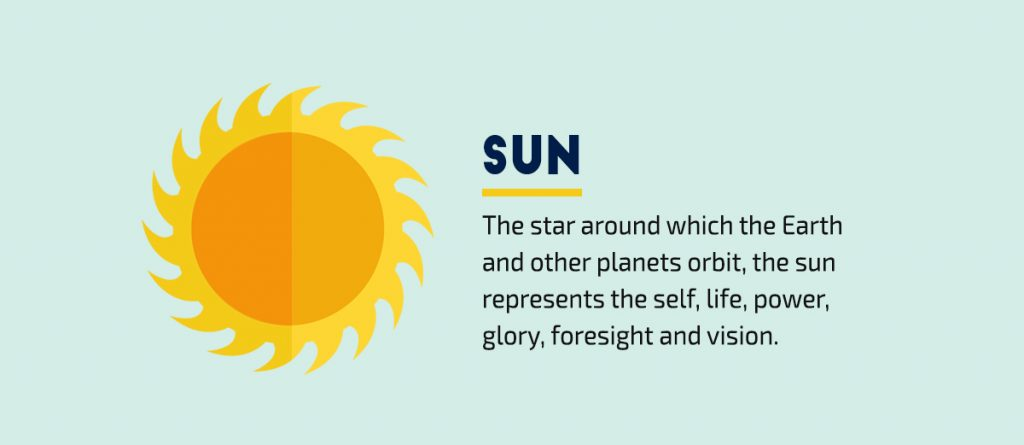 SUN
The star around which the Earth
and other planets orbit, the sun
represents the self, life, power,
glory, foresight and vision.